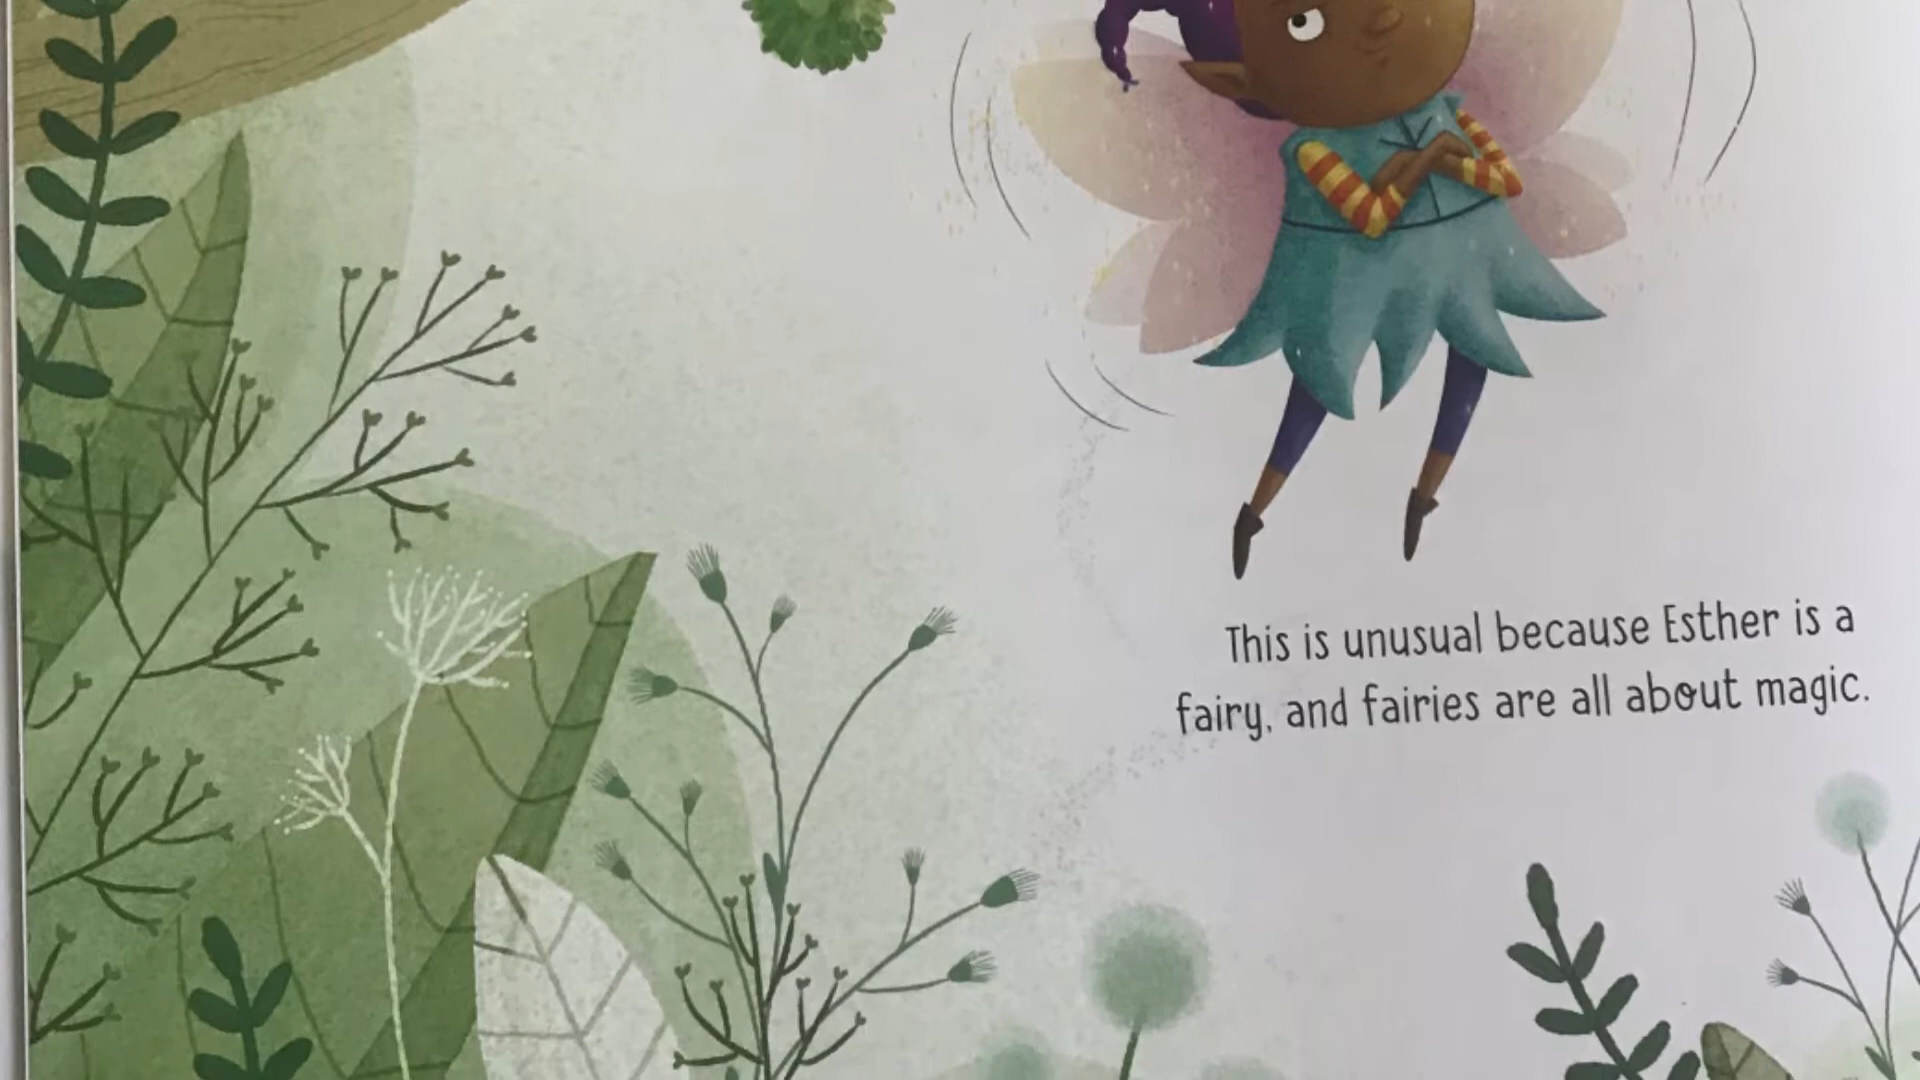 This is unusual because Esther is a
fairy, and fairies are all about magic.